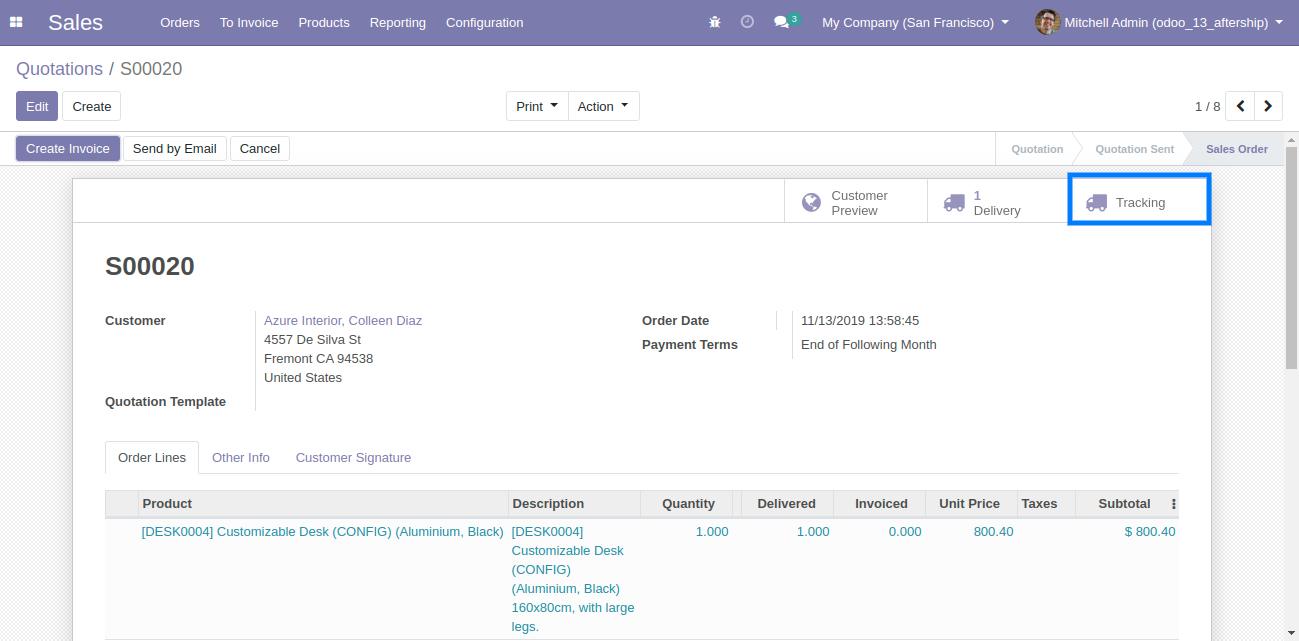 Sales Orders To Invoice Products Reporting Configuration 3 My Company (San Francisco) Mitchell Admin (odoo_13_aftership)
Quotations / S00020
Edit Create Print Action 1 / 8
Create Invoice Send by Email Cancel Quotation Quotation Sent Sales Order
Customer Preview 1 Delivery Tracking
S00020
Customer Azure Interior, Colleen Diaz Order Date 11/13/2019 13:58:45
4557 De Silva St Payment Terms End of Following Month
Fremont CA 94538
United States
Quotation Template
Order Lines Other Info Customer Signature
Product Description Quantity Delivered Invoiced Unit Price Taxes Subtotal
[DESK0004] Customizable Desk (CONFIG) (Aluminium, Black) [DESK0004] 1.000 1.000 0.000 800.40 $ 800.40
Customizable Desk
(CONFIG)
(Aluminium, Black)
160x80cm, with large
legs.